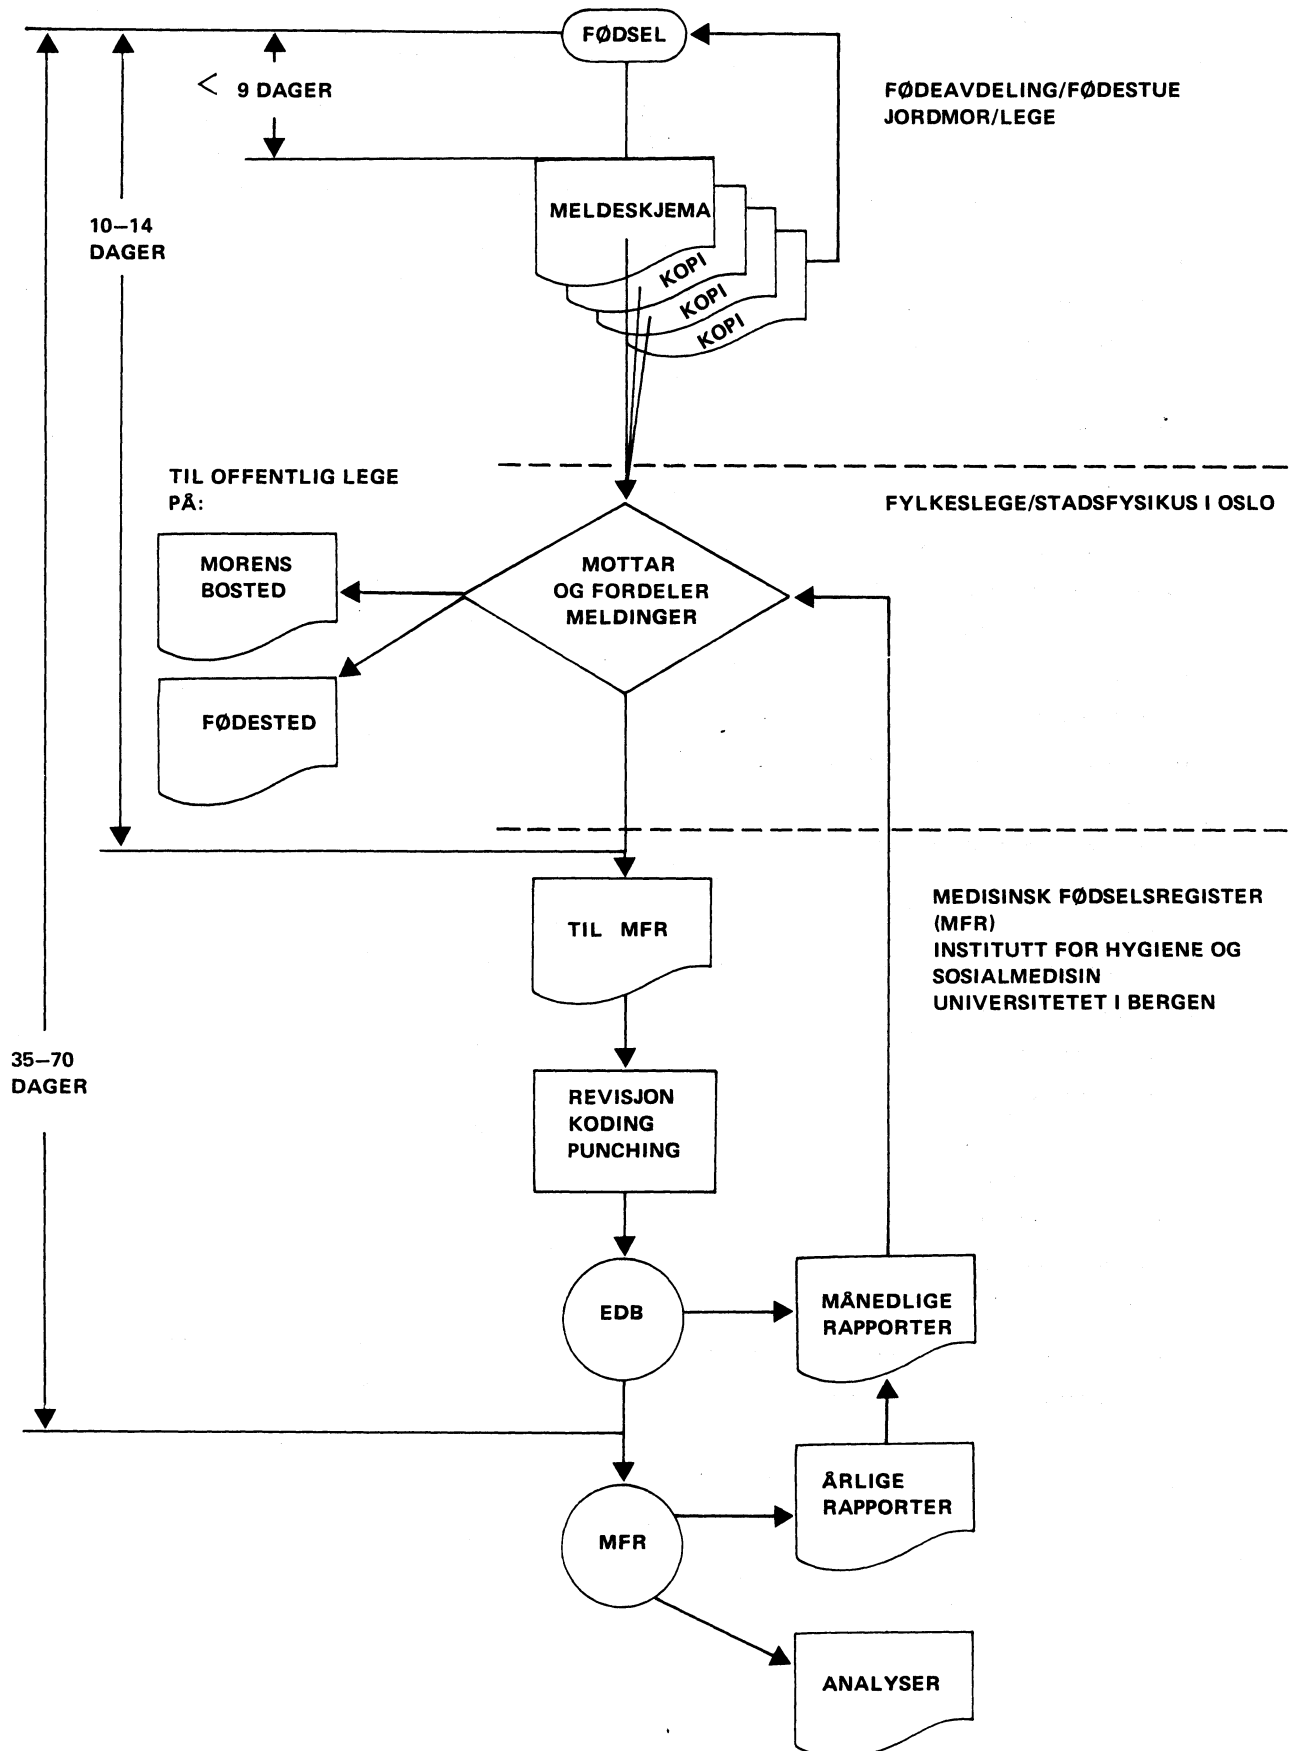 FØDSEL
< 9 DAGER
FØDEAVDELING/FØDESTUE
JORDMOR/LEGE
MELDESKJEMA
KOPI
KOPI
KOPI
10–14
DAGER
TIL OFFENTLIG LEGE
PÅ:
FYLKESLEGE/STADSFYSIKUS I OSLO
MORENS
BOSTED
MOTTAR
OG FORDELER
MELDINGER
FØDESTED
TIL MFR
MEDISINSK FØDSELSREGISTER
(MFR)
INSTITUTT FOR HYGIENE OG
SOSIALMEDISIN
UNIVERSITETET I BERGEN
35–70
DAGER
REVISJON
KODING
PUNCHING
EDB
MÅNEDLIGE
RAPPORTER
ÅRLIGE
RAPPORTER
MFR
ANALYSER